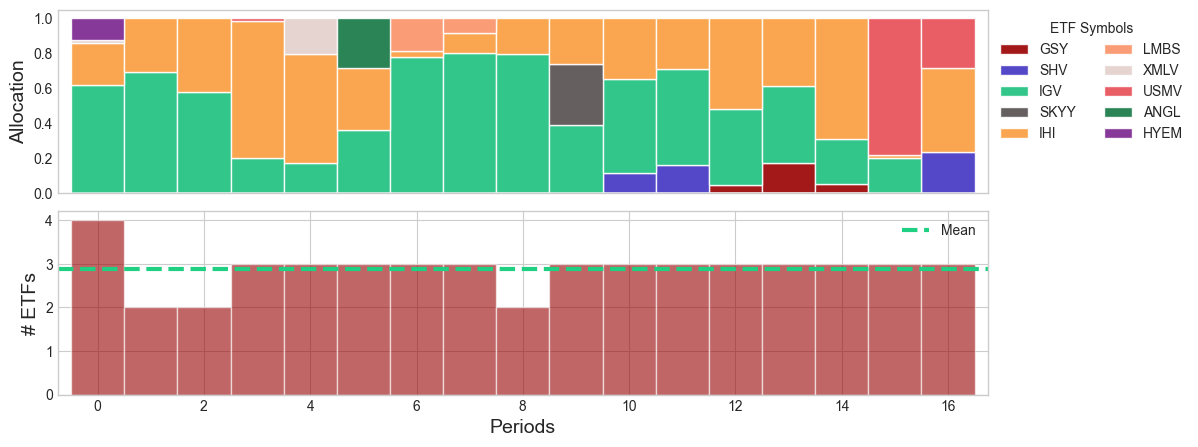 1.0
0.8
0.6
0.4
0.2
0.0
Allocation
ETF Symbols
GSY
SHV
IGV
SKYY
IHI
LMBS
XMLV
USMV
ANGL
HYEM
4
3
2
1
0
# ETFs
Mean
0 2 4 6 8 10 12 14 16
Periods